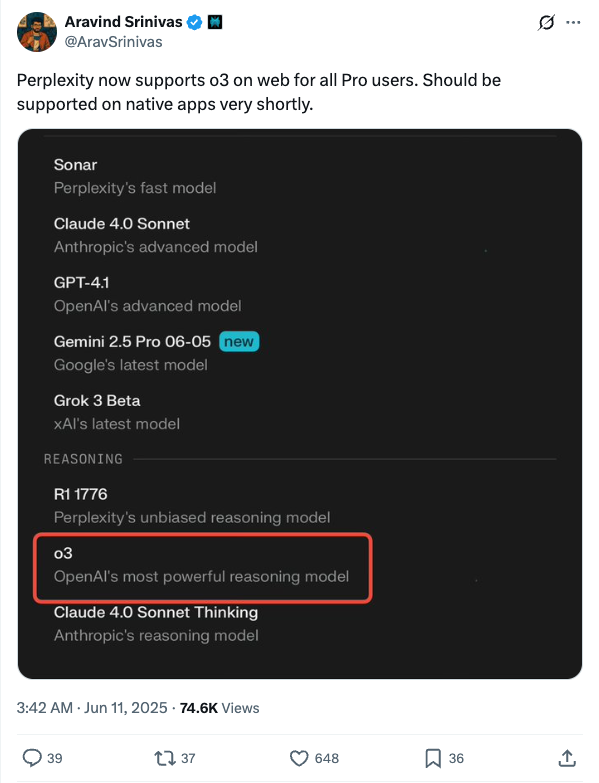 Aravind Srinivas
@AravSrinivas
Perplexity now supports o3 on web for all Pro users. Should be
supported on native apps very shortly.
Sonar
Perplexity's fast model
Claude 4.0 Sonnet
Anthropic's advanced model
GPT-4.1
OpenAI's advanced model
Gemini 2.5 Pro 06-05 new
Google's latest model
Grok 3 Beta
xAI's latest model
REASONING
R1 1776
Perplexity's unbiased reasoning model
o3
OpenAI's most powerful reasoning model
Claude 4.0 Sonnet Thinking
Anthropic's reasoning model
3:42 AM · Jun 11, 2025 · 74.6K Views
39 37 648 36